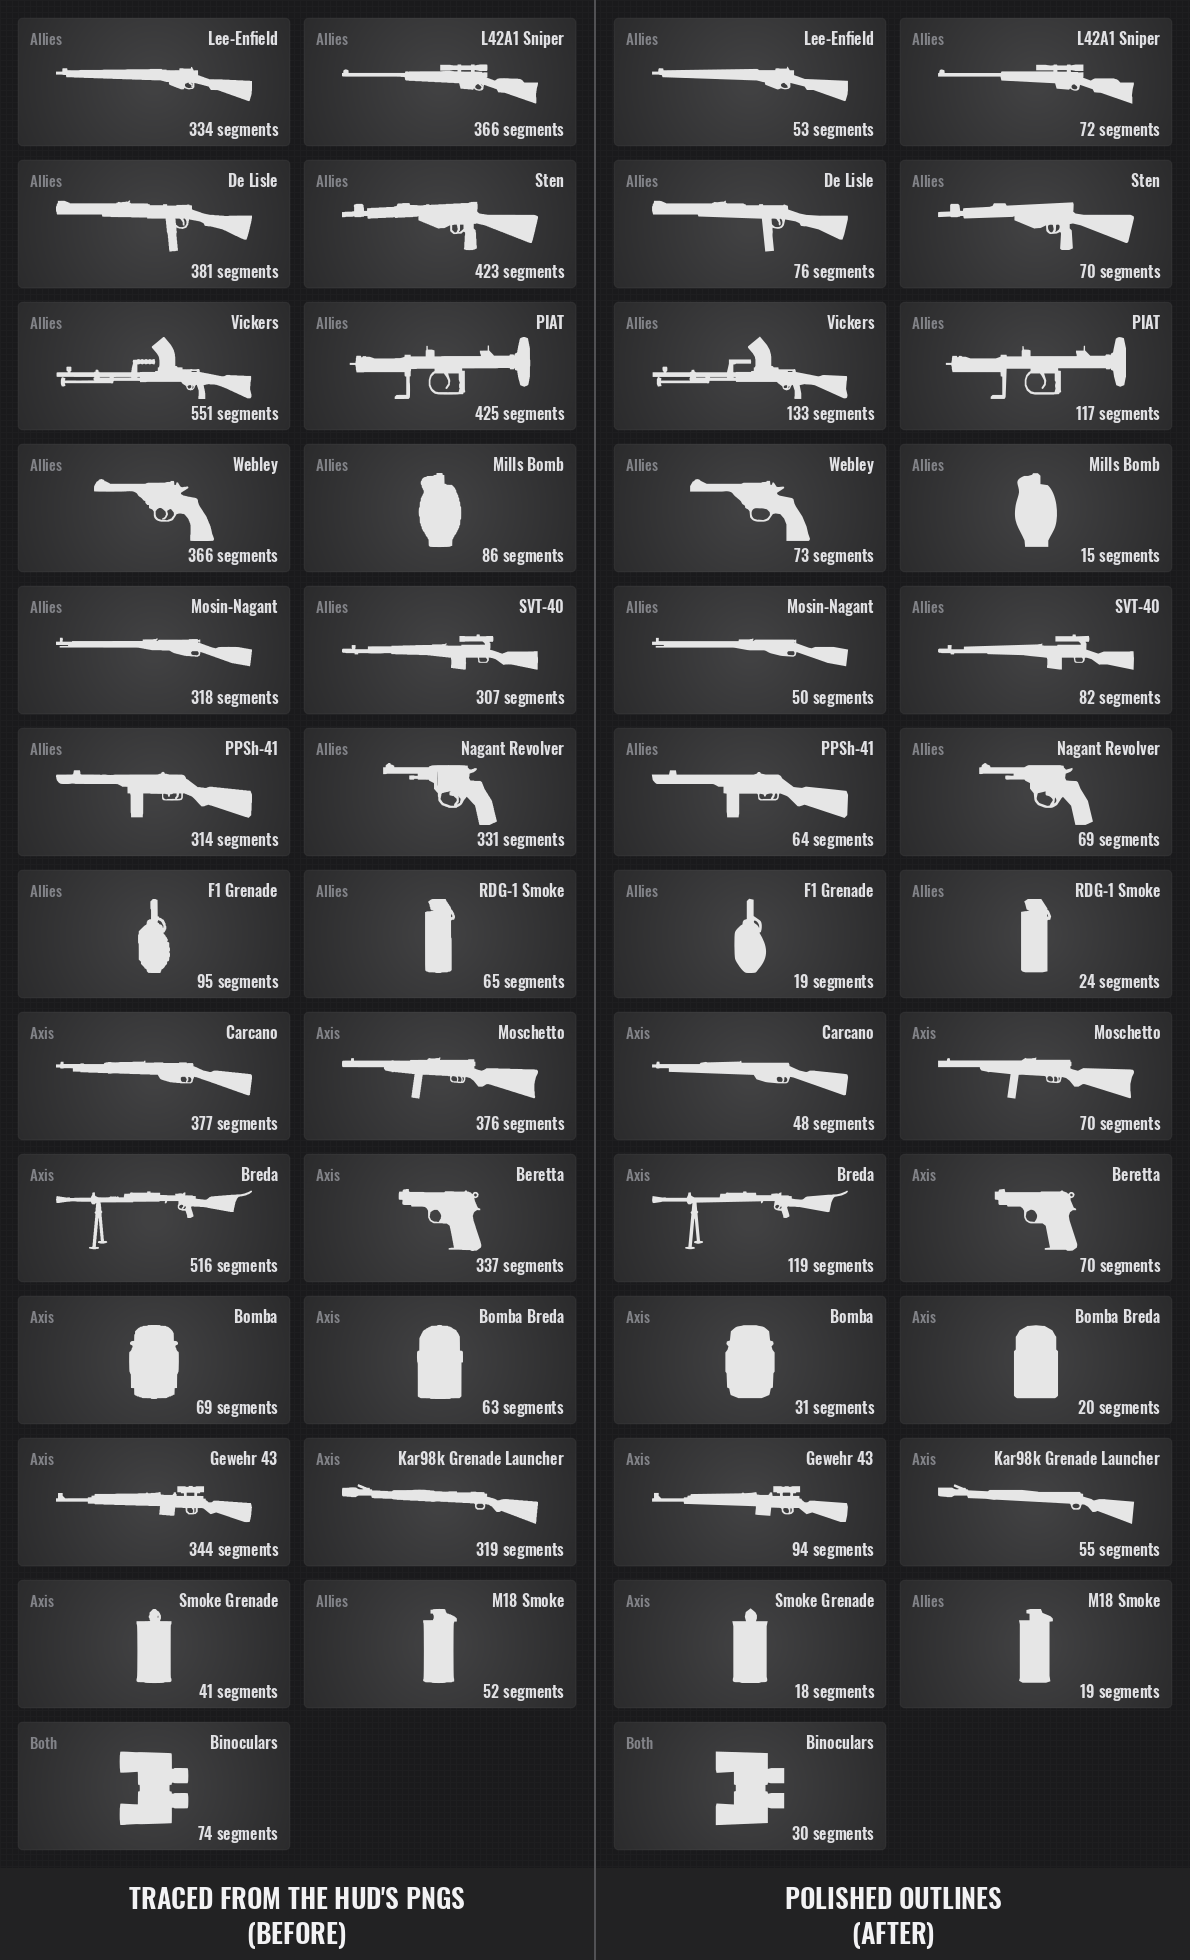 Allies Lee-Enfield
334 segments
Allies L42A1 Sniper
366 segments
Allies Lee-Enfield
53 segments
Allies L42A1 Sniper
72 segments
Allies De Lisle
381 segments
Allies Sten
423 segments
Allies De Lisle
76 segments
Allies Sten
70 segments
Allies Vickers
551 segments
Allies PIAT
425 segments
Allies Vickers
133 segments
Allies PIAT
117 segments
Allies Webley
366 segments
Allies Mills Bomb
86 segments
Allies Webley
73 segments
Allies Mills Bomb
15 segments
Allies Mosin-Nagant
318 segments
Allies SVT-40
307 segments
Allies Mosin-Nagant
50 segments
Allies SVT-40
82 segments
Allies PPSh-41
314 segments
Allies Nagant Revolver
331 segments
Allies PPSh-41
64 segments
Allies Nagant Revolver
69 segments
Allies F1 Grenade
95 segments
Allies RDG-1 Smoke
65 segments
Allies F1 Grenade
19 segments
Allies RDG-1 Smoke
24 segments
Axis Carcano
377 segments
Axis Moschetto
376 segments
Axis Carcano
48 segments
Axis Moschetto
70 segments
Axis Breda
516 segments
Axis Beretta
337 segments
Axis Breda
119 segments
Axis Beretta
70 segments
Axis Bomba
69 segments
Axis Bomba Breda
63 segments
Axis Bomba
31 segments
Axis Bomba Breda
20 segments
Axis Gewehr 43
344 segments
Axis Kar98k Grenade Launcher
319 segments
Axis Gewehr 43
94 segments
Axis Kar98k Grenade Launcher
55 segments
Axis Smoke Grenade
41 segments
Allies M18 Smoke
52 segments
Axis Smoke Grenade
18 segments
Allies M18 Smoke
19 segments
Both Binoculars
74 segments
Both Binoculars
30 segments
TRACED FROM THE HUD'S PNGS
(BEFORE)
POLISHED OUTLINES
(AFTER)